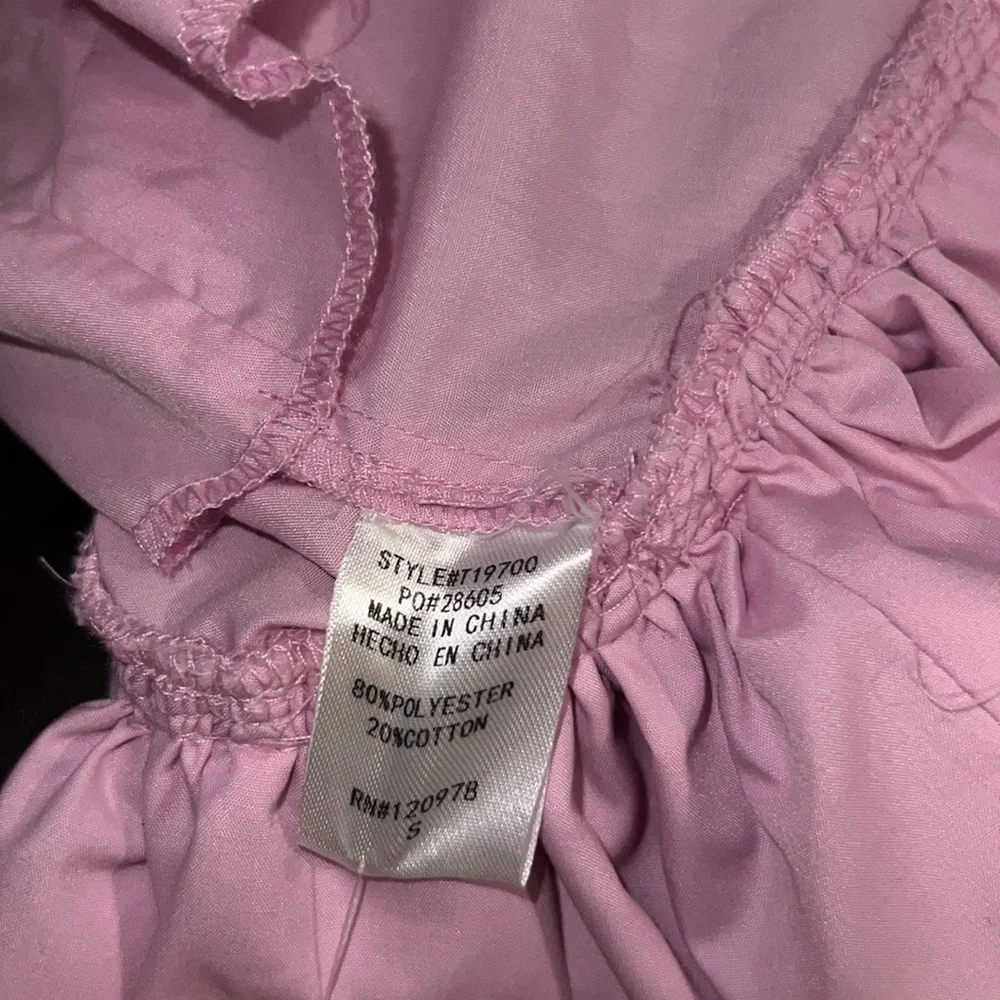 STYLE#T19700
PO#28605
MADE IN CHINA
HECHO EN CHINA
80%POLYESTER
20%COTTON
RN#120978
S